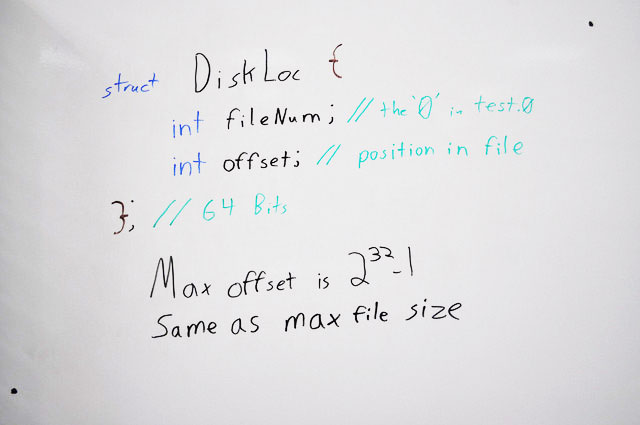 struct DiskLoc {
int fileNum; // the '0' in test.0
int offset; // position in file
}; // 64 Bits
Max offset is 2^32-1
Same as max file size